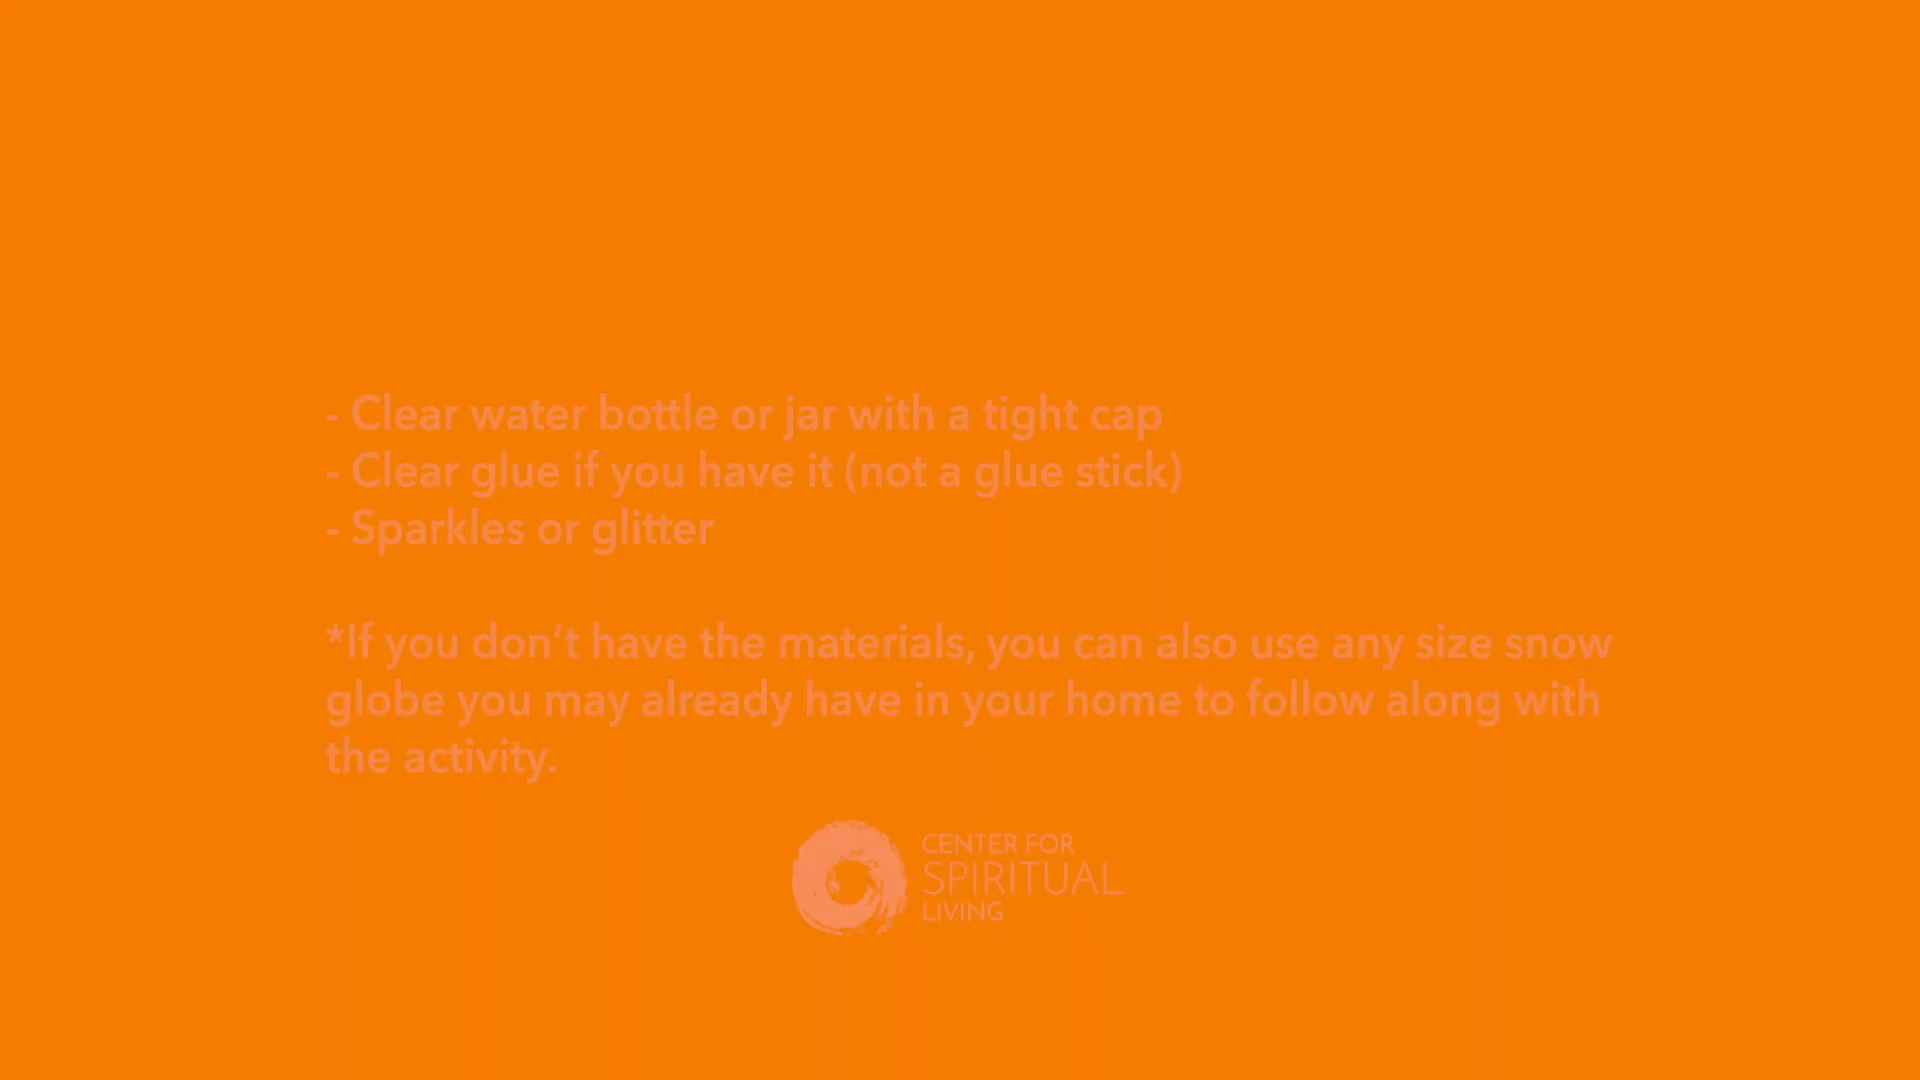 - Clear water bottle or jar with a tight cap
- Clear glue if you have it (not a glue stick)
- Sparkles or glitter
*If you don’t have the materials, you can also use any size snow
globe you may already have in your home to follow along with
the activity.
CENTER FOR
SPIRITUAL
LIVING